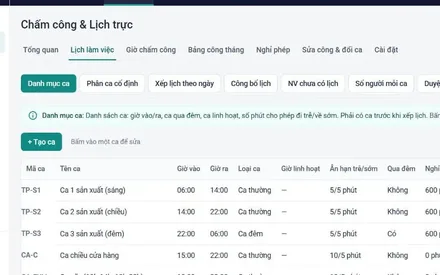 Chấm công & Lịch trực
Tổng quan Lịch làm việc Giờ chấm công Bảng công tháng Nghỉ phép Sửa công & đổi ca Cài đặt
Danh mục ca Phân ca cố định Xếp lịch theo ngày Công bố lịch NV chưa có lịch Số người mỗi ca Duyệ
Danh mục ca: Danh sách ca: giờ vào/ra, ca qua đêm, ca linh hoạt, số phút cho phép đi trễ/về sớm. Phải có ca trước khi xếp lịch. Bấm
+ Tạo ca Bấm vào một ca để sửa
Mã ca Tên ca Giờ vào Giờ ra Loại ca Giờ linh hoạt Ân hạn trễ/sớm Qua đêm Nghỉ
TP-S1 Ca 1 sản xuất (sáng) 06:00 14:00 Ca thường — 5/5 phút Không 600 p
TP-S2 Ca 2 sản xuất (chiều) 14:00 22:00 Ca thường — 5/5 phút Không 600 p
TP-S3 Ca 3 sản xuất (đêm) 22:00 06:00 Ca đêm — 5/5 phút Có 600 p
CA-C Ca chiều cửa hàng 15:00 22:00 Ca thường — 10/5 phút Không 0 p